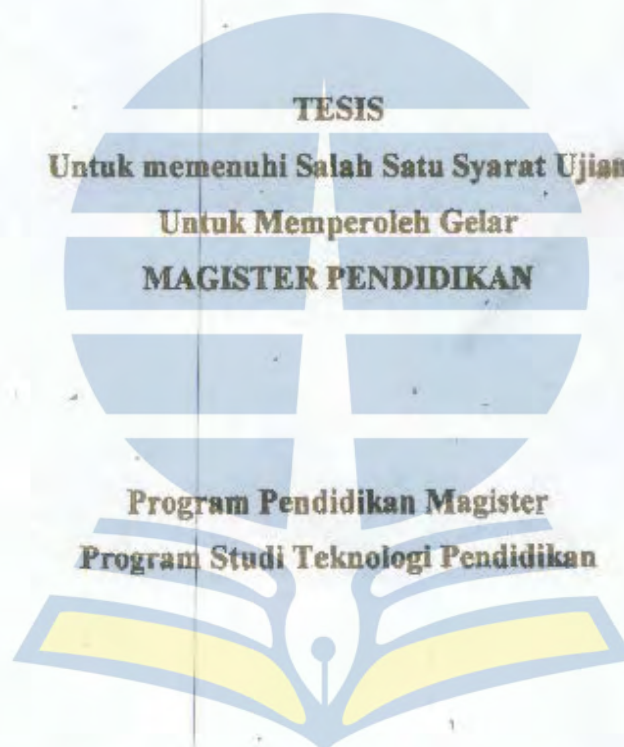 TESIS
Untuk memenuhi Salah Satu Syarat Ujian
Untuk Memperoleh Gelar
MAGISTER PENDIDIKAN
Program Pendidikan Magister
Program Studi Teknologi Pendidikan